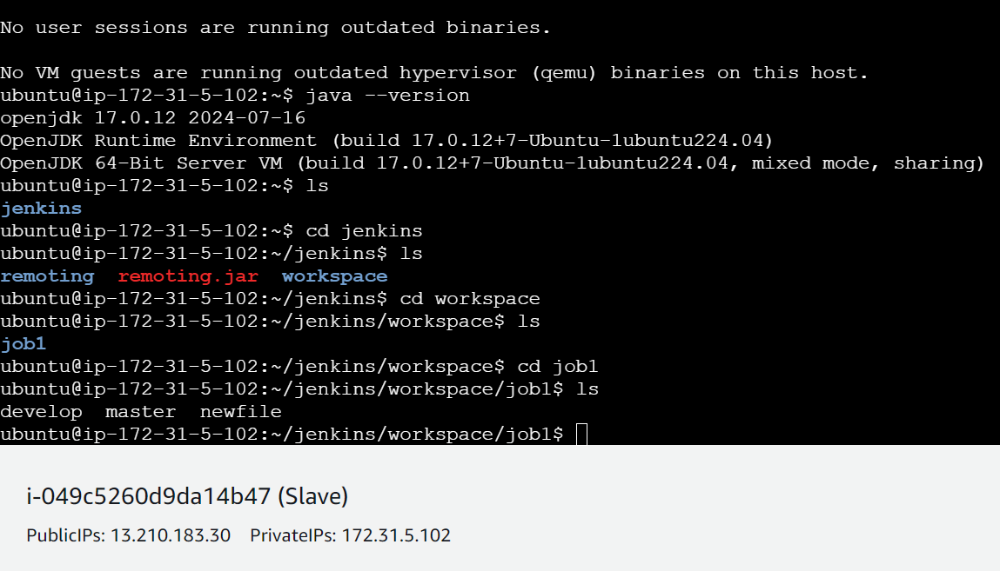 No user sessions are running outdated binaries.
No VM guests are running outdated hypervisor (qemu) binaries on this host.
ubuntu@ip-172-31-5-102:~$ java --version
openjdk 17.0.12 2024-07-16
OpenJDK Runtime Environment (build 17.0.12+7-Ubuntu-1ubuntu224.04)
OpenJDK 64-Bit Server VM (build 17.0.12+7-Ubuntu-1ubuntu224.04, mixed mode, sharing)
ubuntu@ip-172-31-5-102:~$ ls
jenkins
ubuntu@ip-172-31-5-102:~$ cd jenkins
ubuntu@ip-172-31-5-102:~/jenkins$ ls
remoting  remoting.jar  workspace
ubuntu@ip-172-31-5-102:~/jenkins$ cd workspace
ubuntu@ip-172-31-5-102:~/jenkins/workspace$ ls
job1
ubuntu@ip-172-31-5-102:~/jenkins/workspace$ cd job1
ubuntu@ip-172-31-5-102:~/jenkins/workspace/job1$ ls
develop  master  newfile
ubuntu@ip-172-31-5-102:~/jenkins/workspace/job1$
i-049c5260d9da14b47 (Slave)
PublicIPs: 13.210.183.30    PrivateIPs: 172.31.5.102